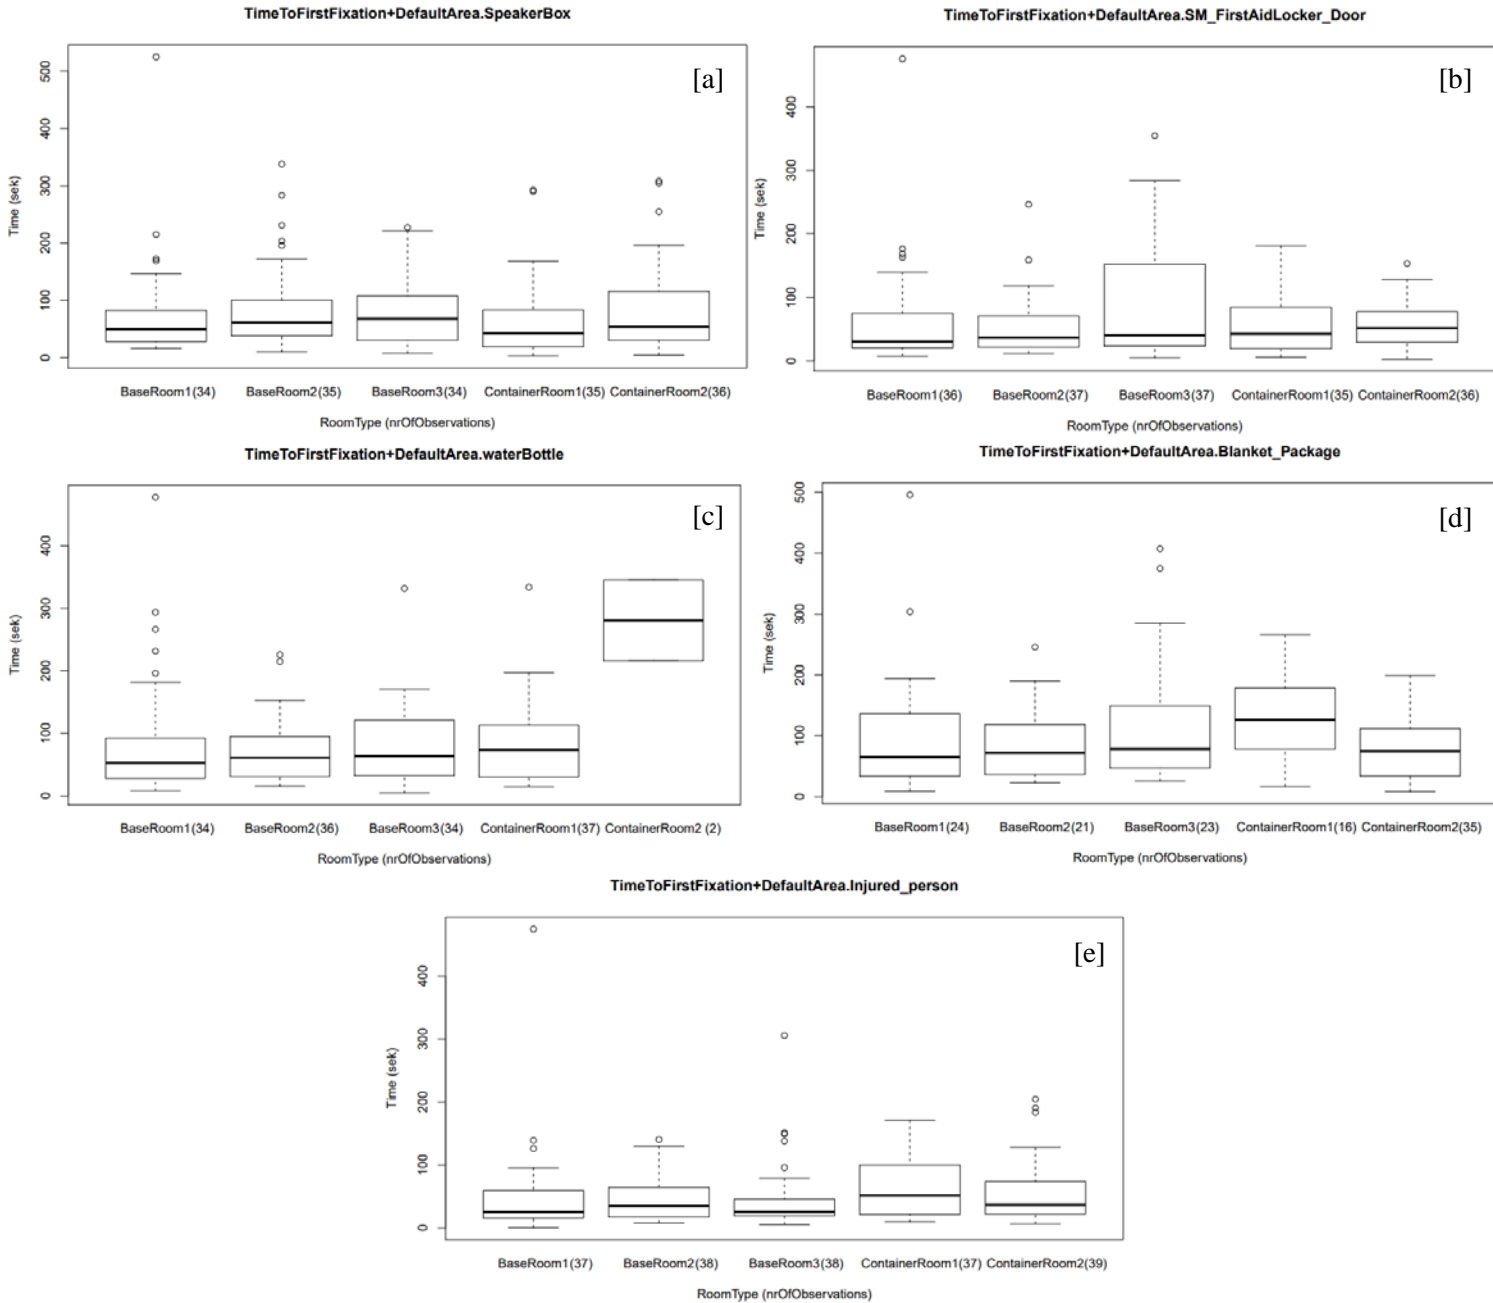 TimeToFirstFixation+DefaultArea.SpeakerBox
[a]
Time (sek)
500
400
300
200
100
0
BaseRoom1(34) BaseRoom2(35) BaseRoom3(34) ContainerRoom1(35) ContainerRoom2(36)
RoomType (nrOfObservations)
TimeToFirstFixation+DefaultArea.SM_FirstAidLocker_Door
[b]
Time (sek)
400
300
200
100
0
BaseRoom1(36) BaseRoom2(37) BaseRoom3(37) ContainerRoom1(35) ContainerRoom2(36)
RoomType (nrOfObservations)
TimeToFirstFixation+DefaultArea.waterBottle
[c]
Time (sek)
400
300
200
100
0
BaseRoom1(34) BaseRoom2(36) BaseRoom3(34) ContainerRoom1(37) ContainerRoom2 (2)
RoomType (nrOfObservations)
TimeToFirstFixation+DefaultArea.Blanket_Package
[d]
Time (sek)
500
400
300
200
100
0
BaseRoom1(24) BaseRoom2(21) BaseRoom3(23) ContainerRoom1(16) ContainerRoom2(35)
RoomType (nrOfObservations)
TimeToFirstFixation+DefaultArea.Injured_person
[e]
Time (sek)
400
300
200
100
0
BaseRoom1(37) BaseRoom2(38) BaseRoom3(38) ContainerRoom1(37) ContainerRoom2(39)
RoomType (nrOfObservations)